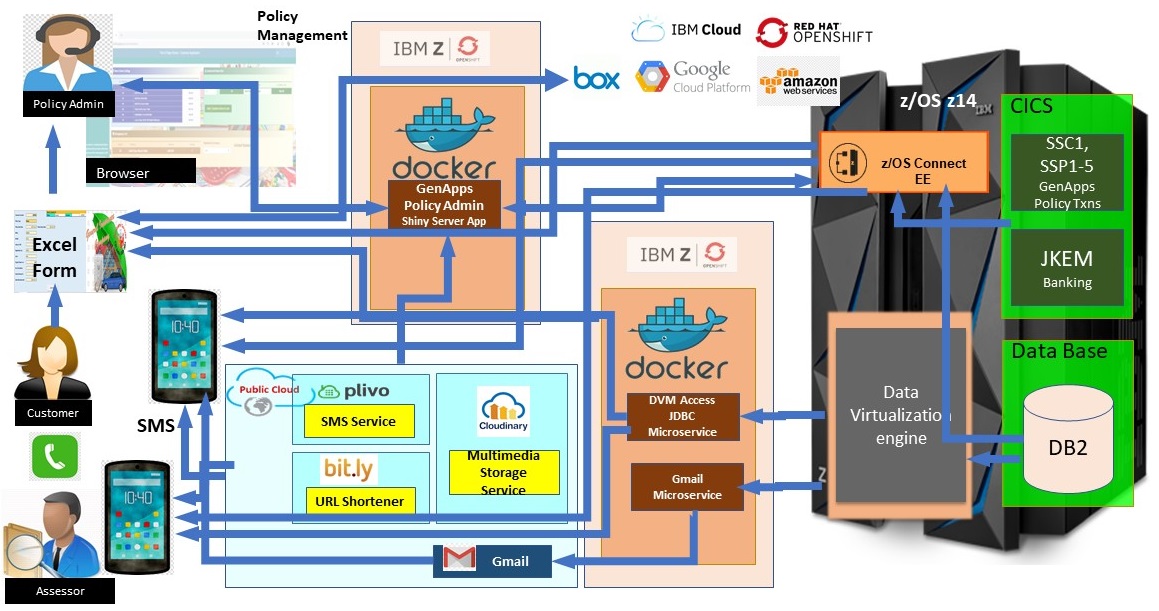 Policy
Management
IBM Z
OPENSHIFT
IBM Cloud
RED HAT
OPENSHIFT
box
Google
Cloud Platform
amazon
webservices
z/OS z14
CICS
SSC1,
SSP1-5
GenApps
Policy Txns
JKEM
Banking
z/OS Connect
EE
Policy Admin
Browser
docker
GenApps
Policy Admin
Shiny Server App
Excel
Form
IBM Z
OPENSHIFT
docker
DVM Access
JDBC
Microservice
Gmail
Microservice
Data
Virtualization
engine
Data Base
DB2
Z
10:40
Customer
SMS
10:40
Assessor
Public Cloud
plivo
SMS Service
bit.ly
URL Shortener
Cloudinary
Multimedia
Storage
Service
Gmail